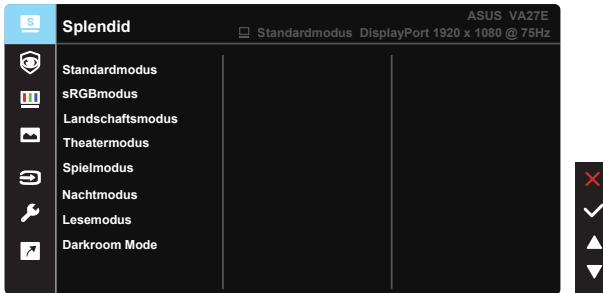 S
Splendid
ASUS VA27E
Standardmodus DisplayPort 1920 x 1080 @ 75Hz
Standardmodus
sRGBmodus
Landschaftsmodus
Theatermodus
Spielmodus
Nachtmodus
Lesemodus
Darkroom Mode